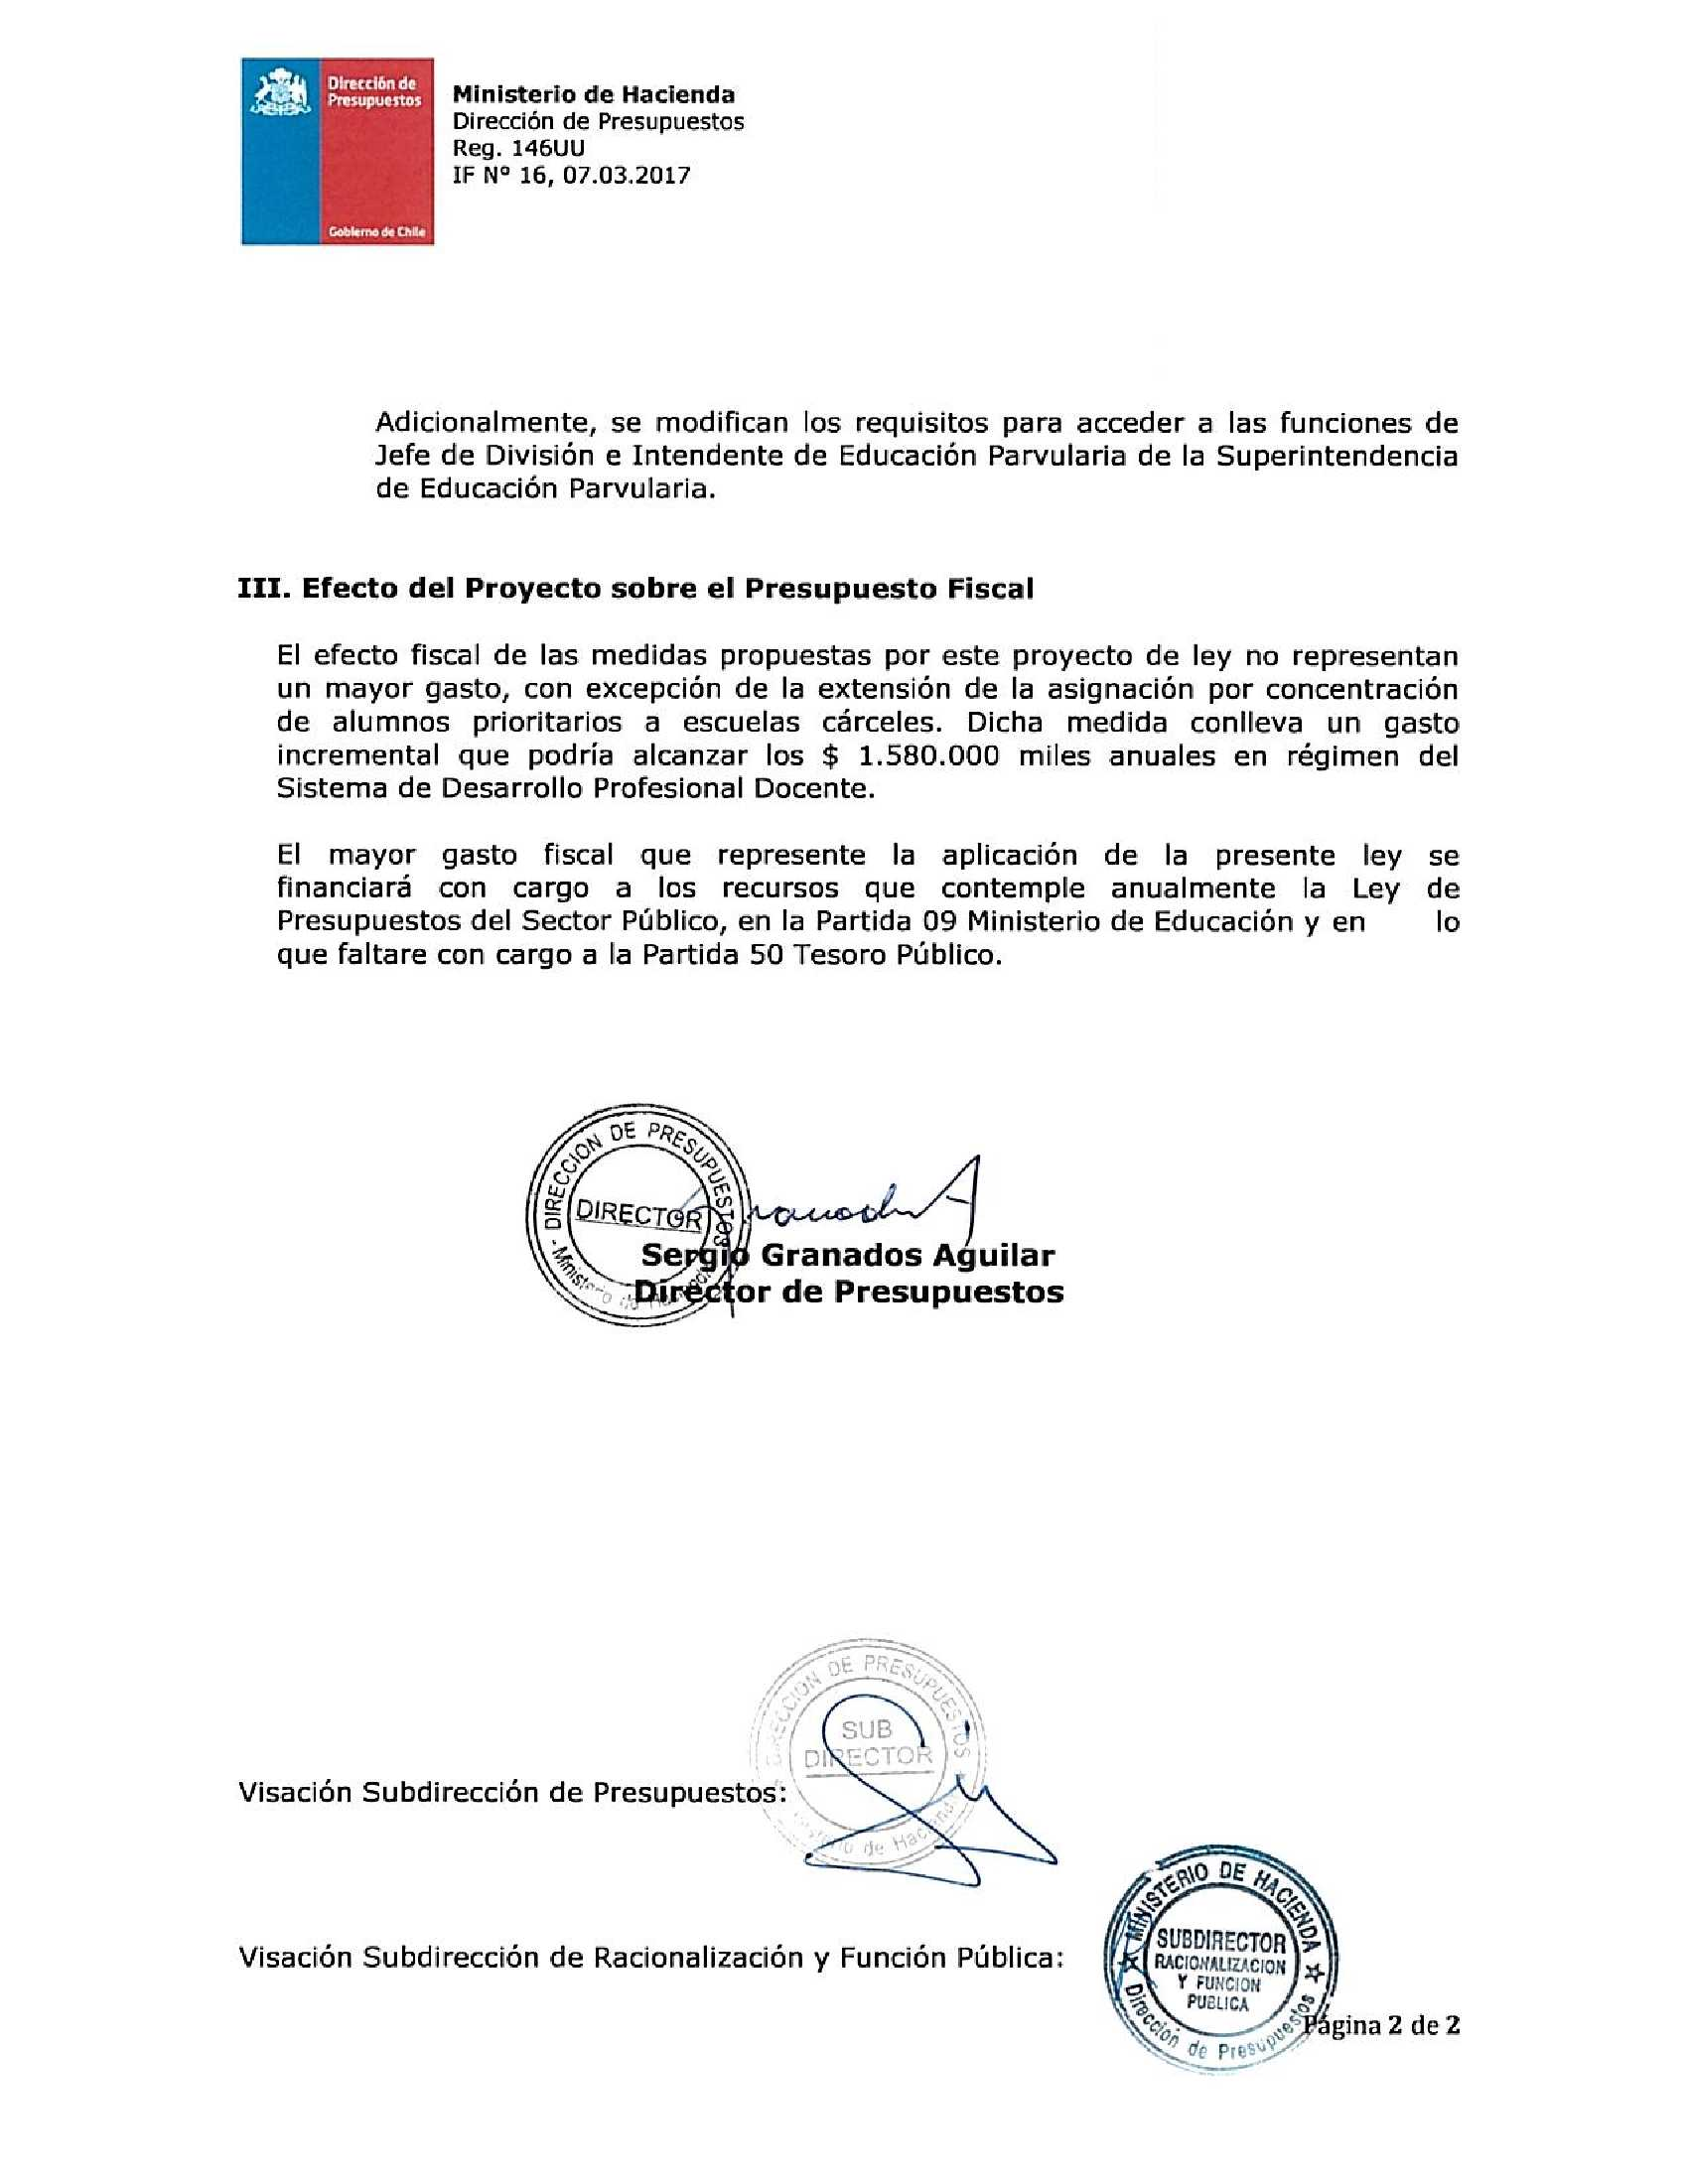 Dirección de
Presupuestos
Gobierno de Chile
Ministerio de Hacienda
Dirección de Presupuestos
Reg. 146UU
IF Nº 16, 07.03.2017
Adicionalmente, se modifican los requisitos para acceder a las funciones de
Jefe de División e Intendente de Educación Parvularia de la Superintendencia
de Educación Parvularia.
III. Efecto del Proyecto sobre el Presupuesto Fiscal
El efecto fiscal de las medidas propuestas por este proyecto de ley no representan
un mayor gasto, con excepción de la extensión de la asignación por concentración
de alumnos prioritarios a escuelas cárceles. Dicha medida conlleva un gasto
incremental que podría alcanzar los $ 1.580.000 miles anuales en régimen del
Sistema de Desarrollo Profesional Docente.
El mayor gasto fiscal que represente la aplicación de la presente ley se
financiará con cargo a los recursos que contemple anualmente la Ley de
Presupuestos del Sector Público, en la Partida 09 Ministerio de Educación y en lo
que faltare con cargo a la Partida 50 Tesoro Público.
DIRECCION DE PRESUPUESTOS
DIRECTOR
Ministerio de Hacienda
Sergio Granados Aguilar
Director de Presupuestos
DIRECCION DE PRESUPUESTOS
SUB
DIRECTOR
Ministerio de Hacienda
Visación Subdirección de Presupuestos:
MINISTERIO DE HACIENDA
SUBDIRECTOR
RACIONALIZACION
Y FUNCION
PUBLICA
Dirección de Presupuestos
Visación Subdirección de Racionalización y Función Pública:
Página 2 de 2